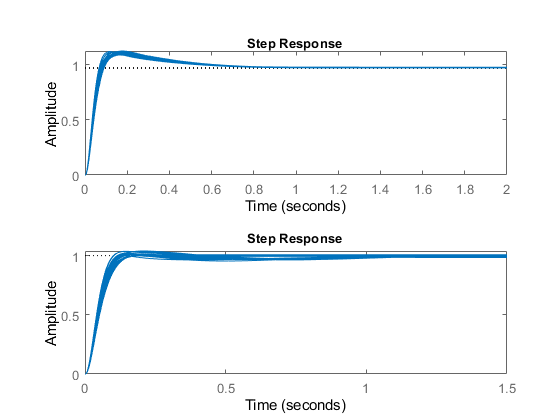 Step Response
1
0.5
0
Amplitude
0 0.2 0.4 0.6 0.8 1 1.2 1.4 1.6 1.8 2
Time (seconds)
Step Response
1
0.5
0
Amplitude
0 0.5 1 1.5
Time (seconds)